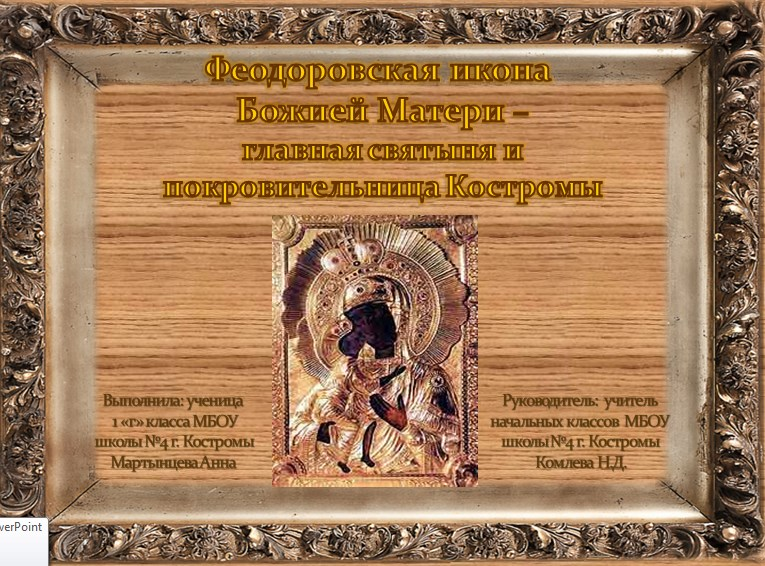 Феодоровская икона
Божией Матери –
главная святыня и
покровительница Костромы
Выполнила: ученица
1 «г» класса МБОУ
школы №4 г. Костромы
Мартынцева Анна
Руководитель: учитель
начальных классов МБОУ
школы №4 г. Костромы
Комлева Н.Д.
werPoint